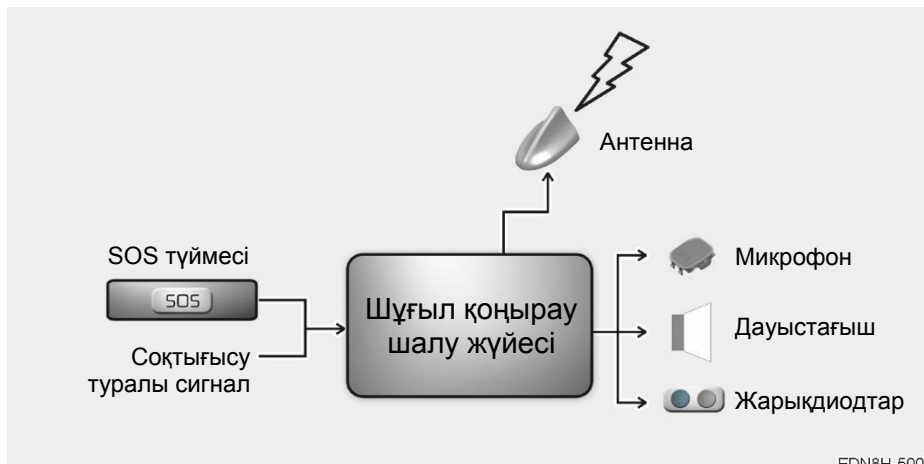 Антенна
SOS түймесі
SOS
Соқтығысу
туралы сигнал
Шұғыл қоңырау
шалу жүйесі
Микрофон
Дауыстағыш
Жарықдиодтар